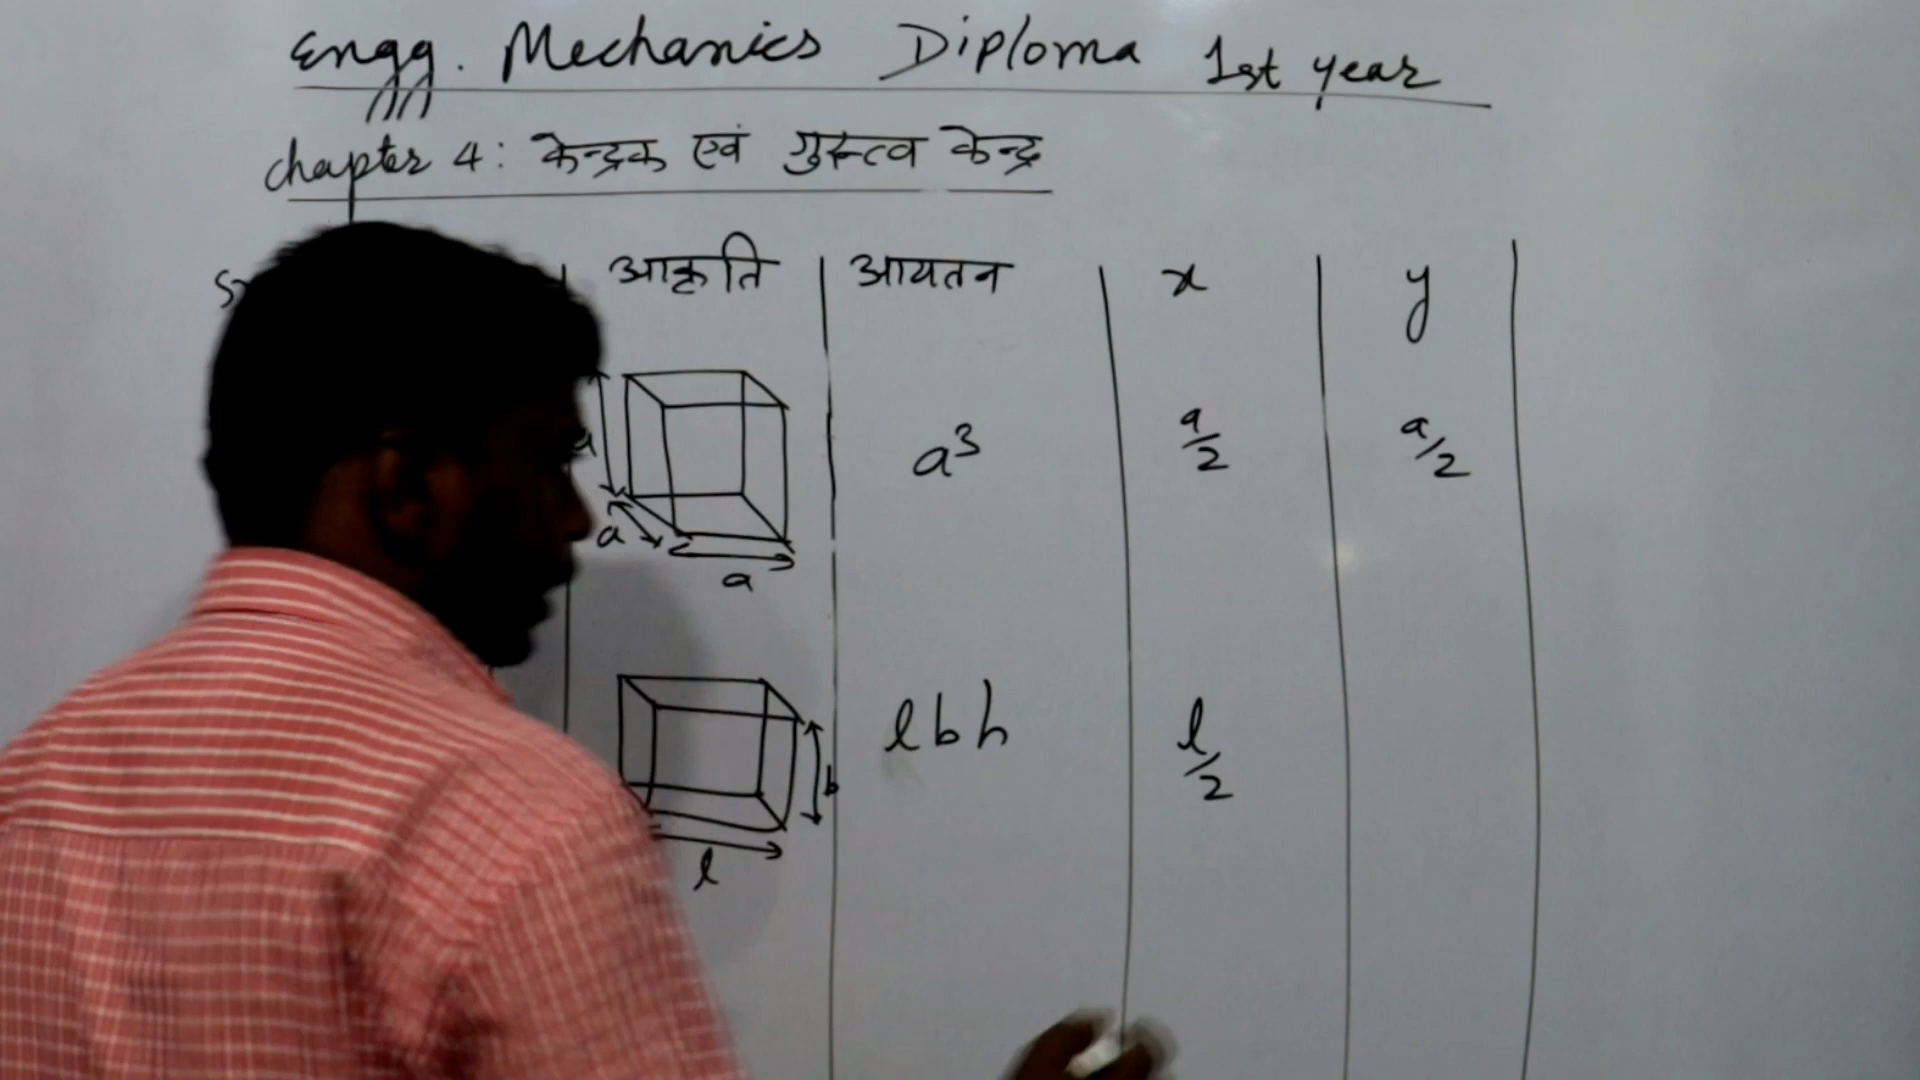 Engg. Mechanics Diploma 1st year
chapter 4: केन्द्रक एवं गुरुत्व केन्द्र
आकृति आयतन x y
a a a a³ a/2 a/2
b l lbh l/2